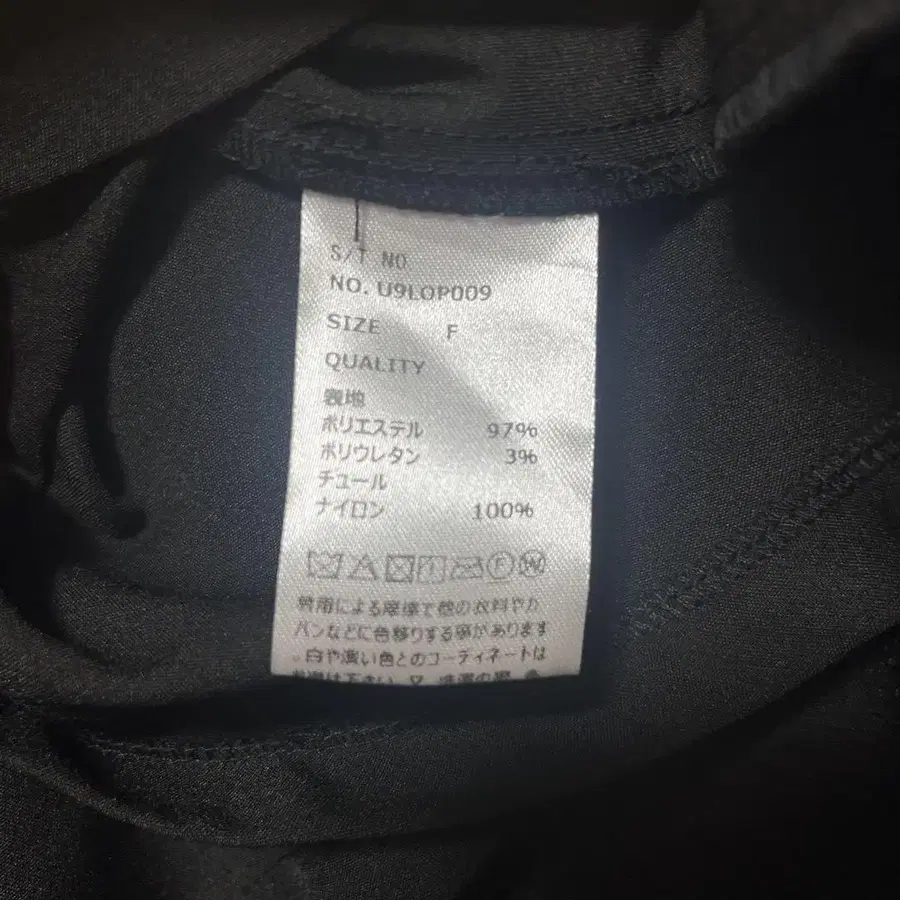 S/T NO
NO. U9LOP009
SIZE F
QUALITY
表地
ポリエステル 97%
ポリウレタン 3%
チュール
ナイロン 100%
着用による摩擦で他の衣料やカ
バンなどに色移りする事があります
。白や濃い色とのコーディネートは